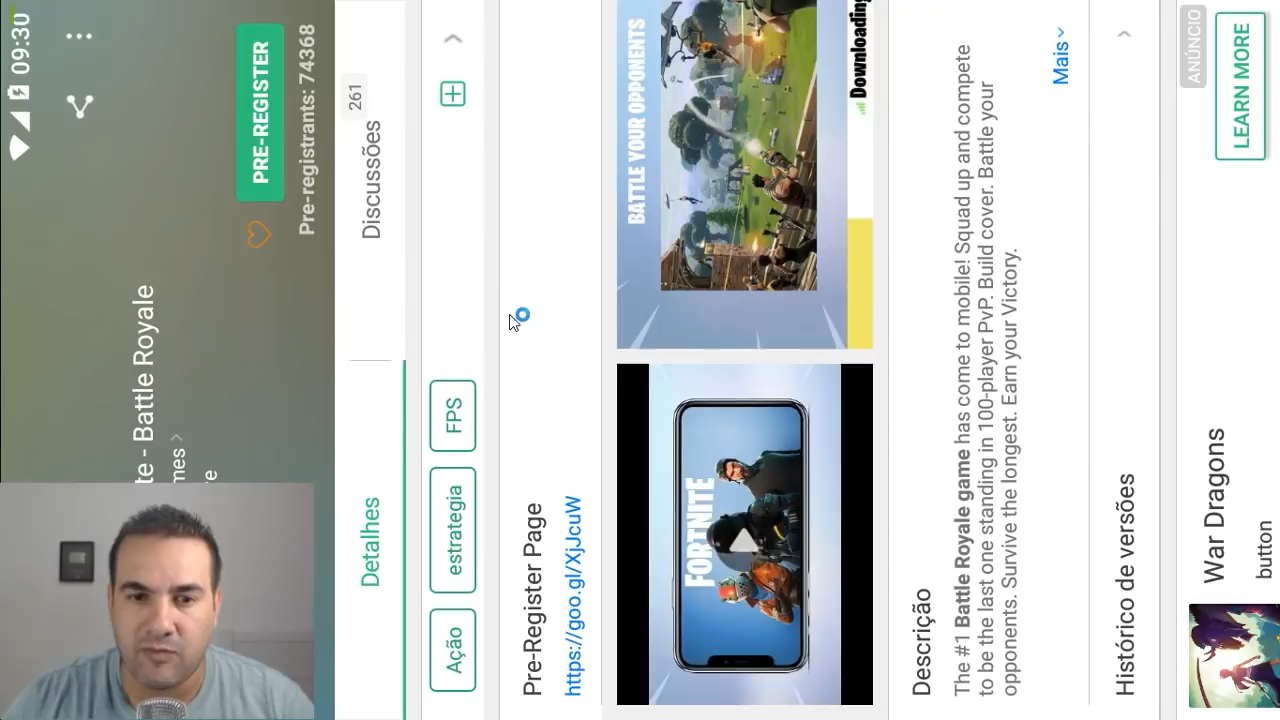 09:30
te - Battle Royale
mes >
re
PRE-REGISTER
Pre-registrants: 74368
Detalhes
Discussões
261
Ação
estrategia
FPS
Pre-Register Page
https://goo.gl/XjJcuW
FORTNITE
BATTLE YOUR OPPONENTS
Downloading
Descrição
The #1 Battle Royale game has come to mobile! Squad up and compete
to be the last one standing in 100-player PvP. Build cover. Battle your
opponents. Survive the longest. Earn your Victory.
Mais
Histórico de versões
War Dragons
button
ANÚNCIO
LEARN MORE